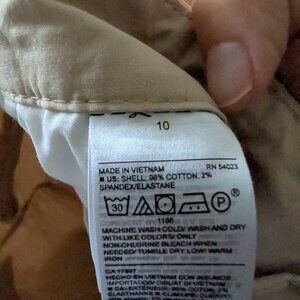 10
MADE IN VIETNAM RN 54023
■ US: SHELL: 98% COTTON, 2%
SPANDEX/ELASTANE
30 P
MACHINE WASH COLD/ WASH AND DRY
WITH LIKE COLORS/ ONLY
NON-CHLORINE BLEACH WHEN
NEEDED/TUMBLE DRY LOW/ WARM
IRON
CA 17897
HECHO EN VIETNAM CON INSUMOS